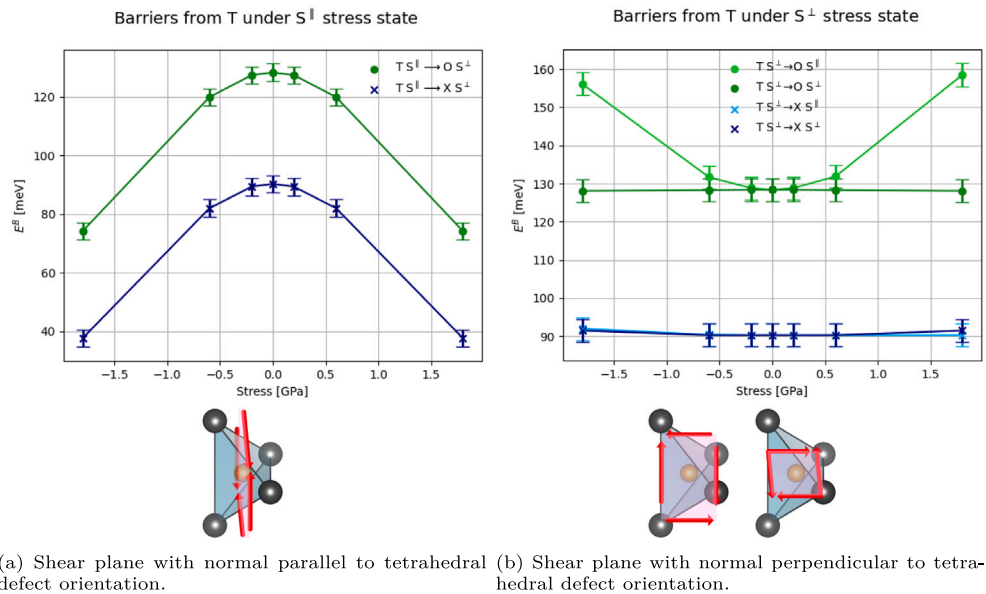 Barriers from T under S∥ stress state
T S∥ ⟶ O S⊥
T S∥ ⟶ X S⊥
E^B [meV]
120
100
80
60
40
−1.5 −1.0 −0.5 0.0 0.5 1.0 1.5
Stress [GPa]
(a) Shear plane with normal parallel to tetrahedral
defect orientation.
Barriers from T under S⊥ stress state
T S⊥→O S∥
T S⊥→O S⊥
T S⊥→X S∥
T S⊥→X S⊥
E^B [meV]
160
150
140
130
120
110
100
90
−1.5 −1.0 −0.5 0.0 0.5 1.0 1.5
Stress [GPa]
(b) Shear plane with normal perpendicular to tetra-
hedral defect orientation.